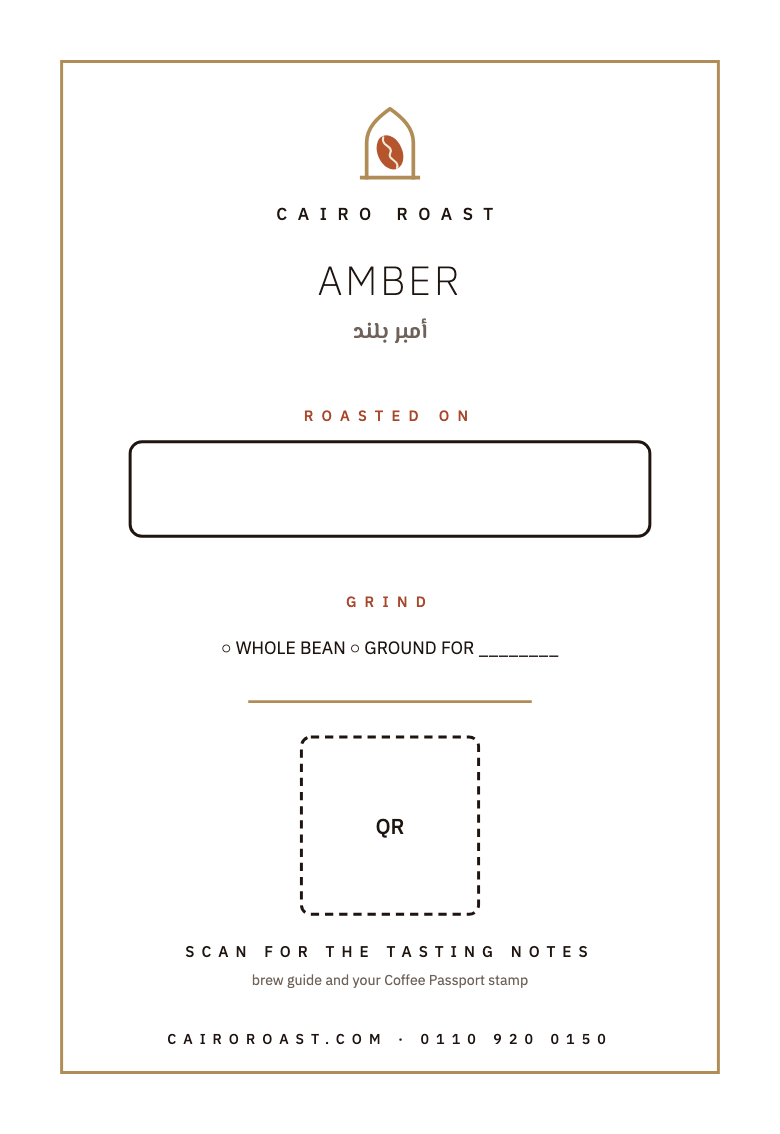 CAIRO ROAST
AMBER
أمبر بلند
ROASTED ON
GRIND
○ WHOLE BEAN ○ GROUND FOR ________
QR
SCAN FOR THE TASTING NOTES
brew guide and your Coffee Passport stamp
CAIROROAST.COM · 0110 920 0150